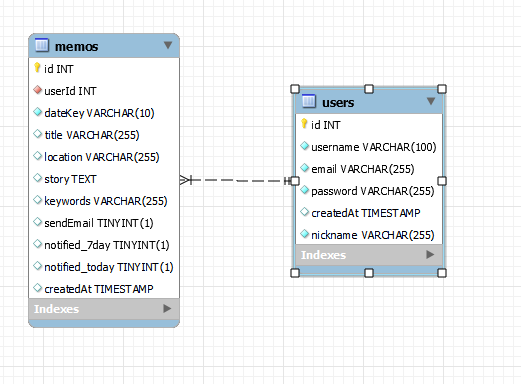 memos
id INT
userId INT
dateKey VARCHAR(10)
title VARCHAR(255)
location VARCHAR(255)
story TEXT
keywords VARCHAR(255)
sendEmail TINYINT(1)
notified_7day TINYINT(1)
notified_today TINYINT(1)
createdAt TIMESTAMP
Indexes
users
id INT
username VARCHAR(100)
email VARCHAR(255)
password VARCHAR(255)
createdAt TIMESTAMP
nickname VARCHAR(255)
Indexes